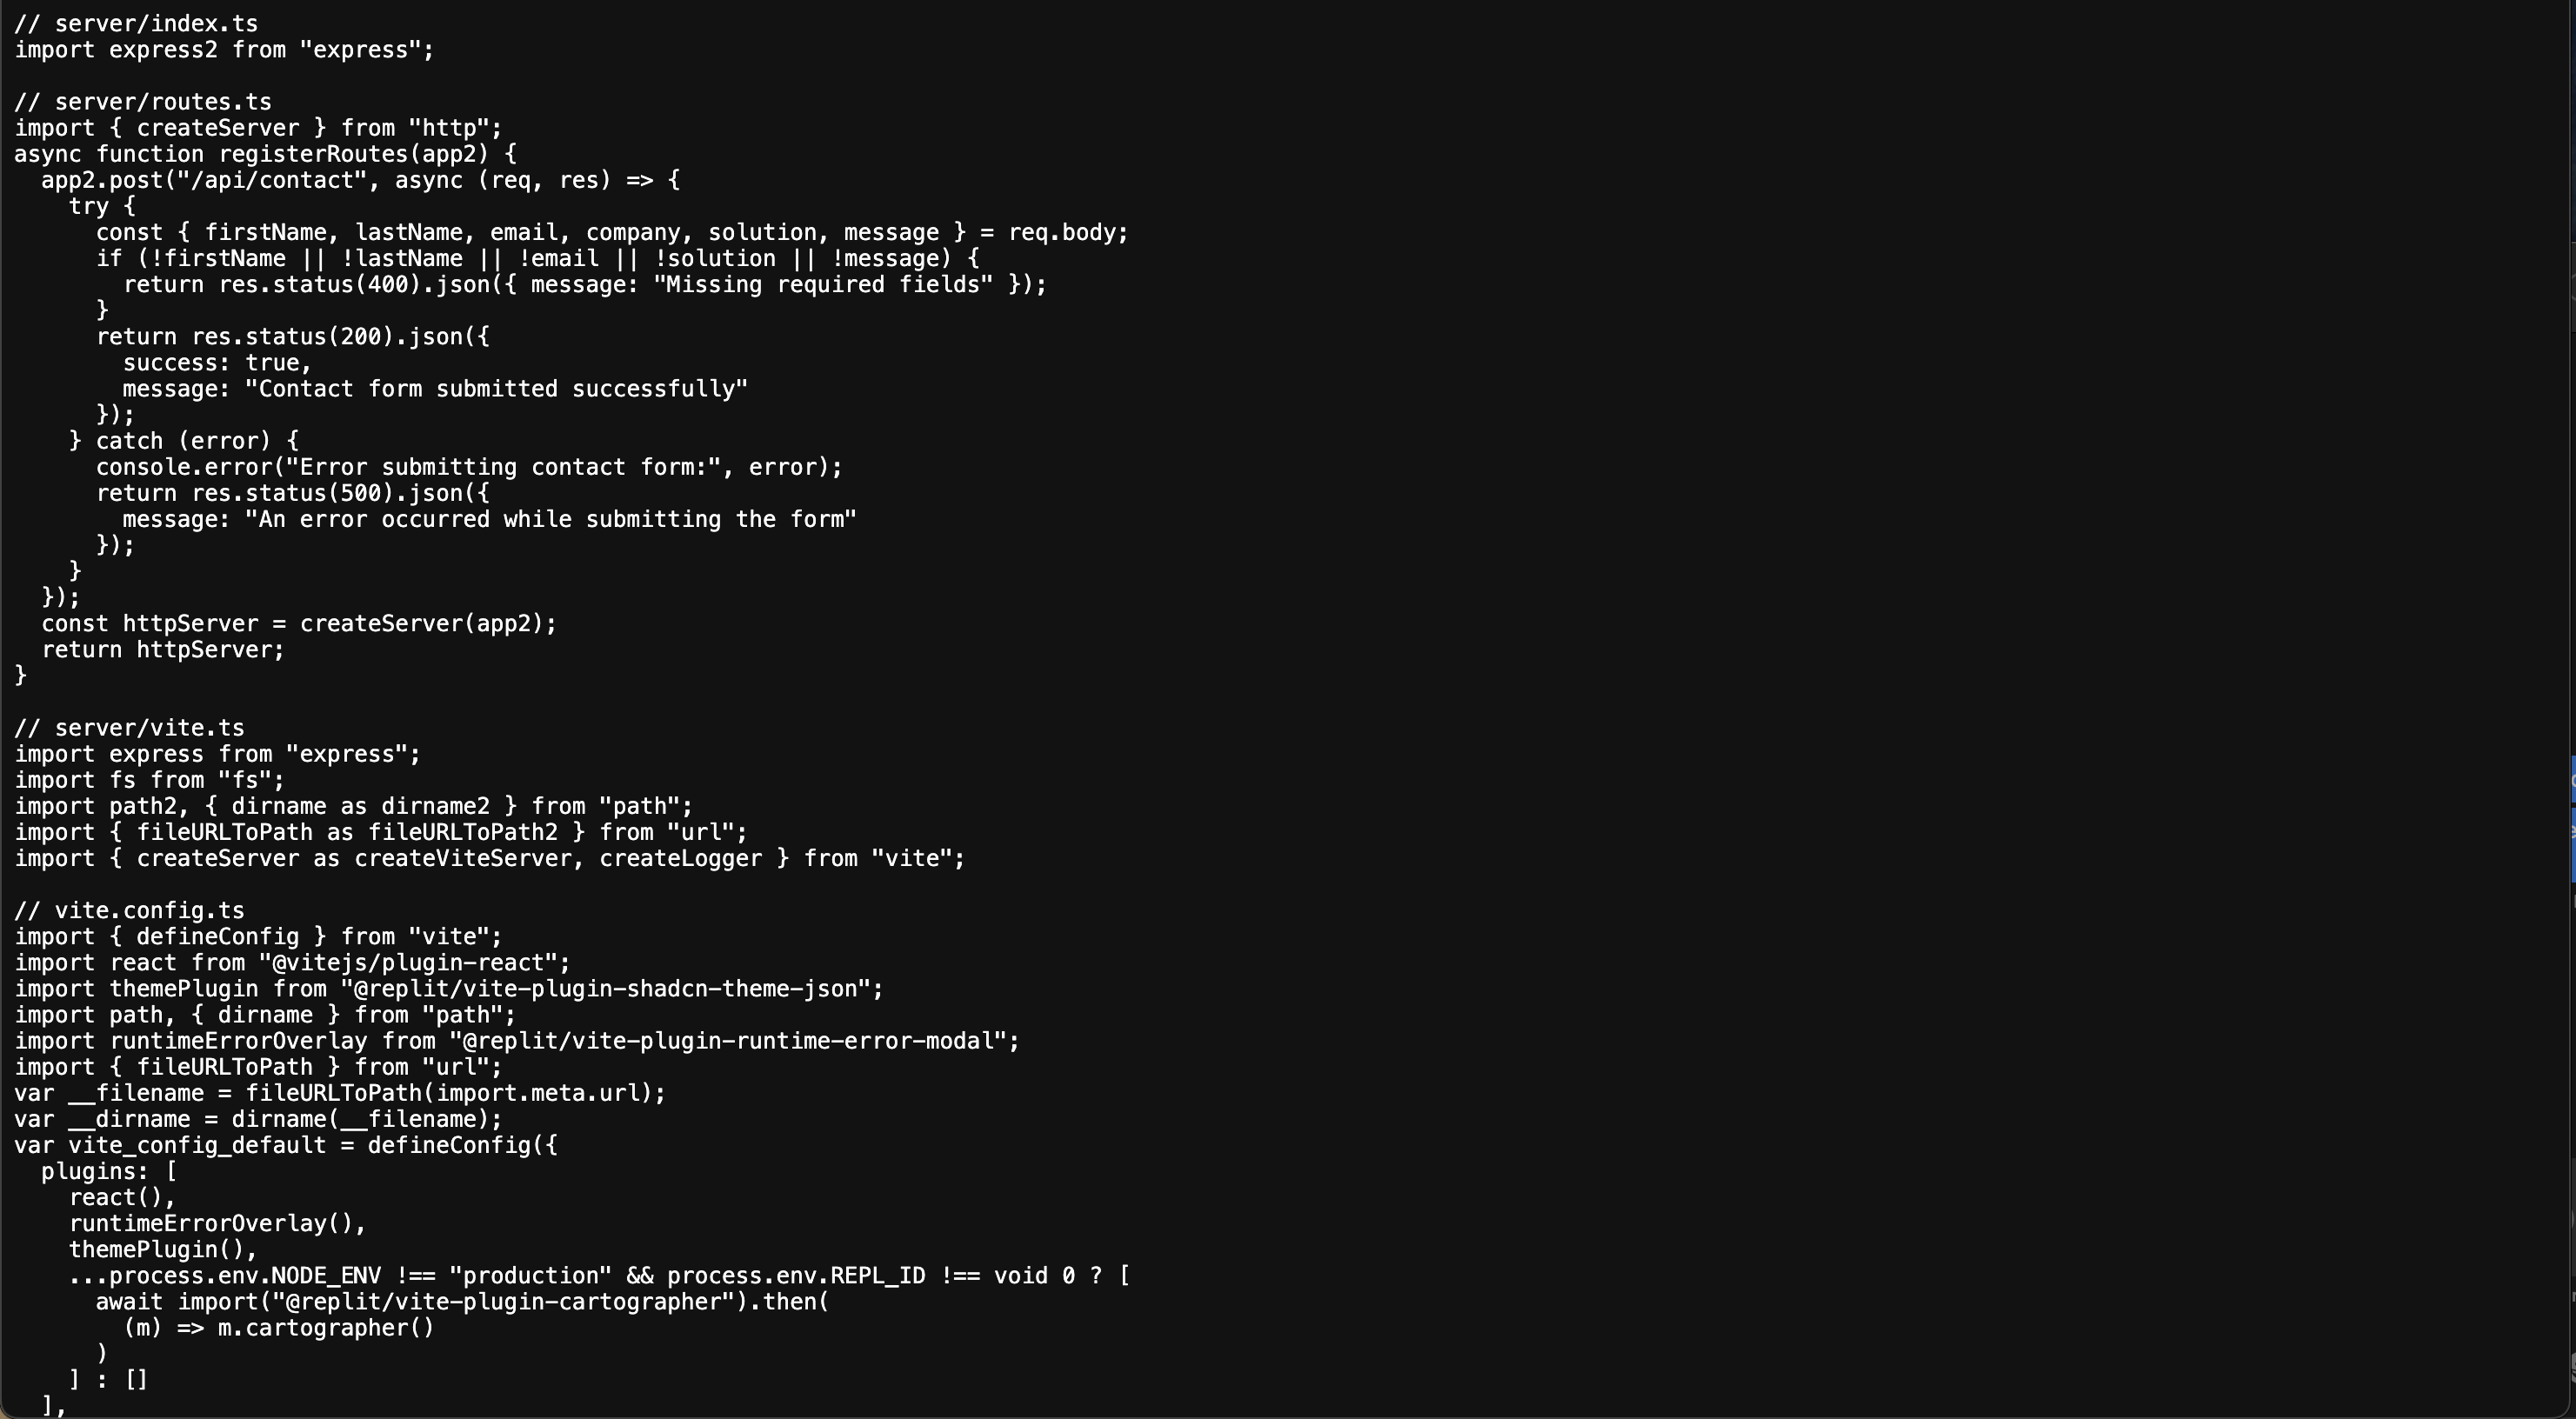 // server/index.ts
import express2 from "express";

// server/routes.ts
import { createServer } from "http";
async function registerRoutes(app2) {
  app2.post("/api/contact", async (req, res) => {
    try {
      const { firstName, lastName, email, company, solution, message } = req.body;
      if (!firstName || !lastName || !email || !solution || !message) {
        return res.status(400).json({ message: "Missing required fields" });
      }
      return res.status(200).json({
        success: true,
        message: "Contact form submitted successfully"
      });
    } catch (error) {
      console.error("Error submitting contact form:", error);
      return res.status(500).json({
        message: "An error occurred while submitting the form"
      });
    }
  });
  const httpServer = createServer(app2);
  return httpServer;
}

// server/vite.ts
import express from "express";
import fs from "fs";
import path2, { dirname as dirname2 } from "path";
import { fileURLToPath as fileURLToPath2 } from "url";
import { createServer as createViteServer, createLogger } from "vite";

// vite.config.ts
import { defineConfig } from "vite";
import react from "@vitejs/plugin-react";
import themePlugin from "@replit/vite-plugin-shadcn-theme-json";
import path, { dirname } from "path";
import runtimeErrorOverlay from "@replit/vite-plugin-runtime-error-modal";
import { fileURLToPath } from "url";
var __filename = fileURLToPath(import.meta.url);
var __dirname = dirname(__filename);
var vite_config_default = defineConfig({
  plugins: [
    react(),
    runtimeErrorOverlay(),
    themePlugin(),
    ...process.env.NODE_ENV !== "production" && process.env.REPL_ID !== void 0 ? [
      await import("@replit/vite-plugin-cartographer").then(
        (m) => m.cartographer()
      )
    ] : []
  ],